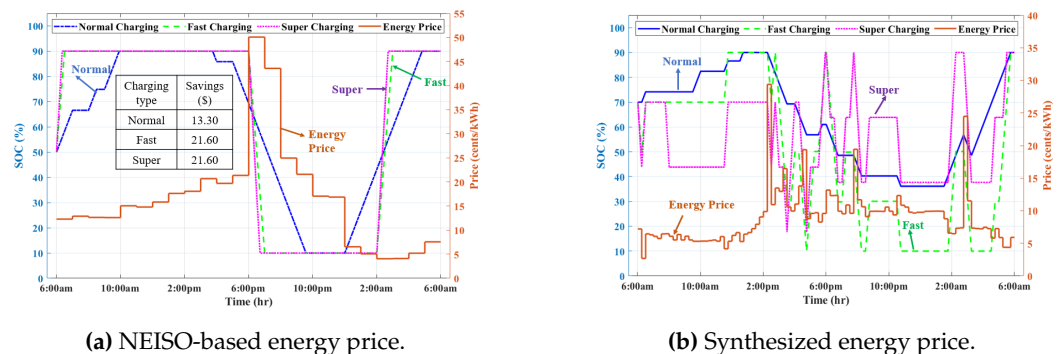 Normal Charging Fast Charging Super Charging Energy Price
100
90
80
70
60
50
40
30
20
10
0
SOC (%)
55
50
45
40
35
30
25
20
15
10
5
0
Price (cents/kWh)
Normal
Charging type Savings ($)
Normal 13.30
Fast 21.60
Super 21.60
Super
Fast
Energy
Price
6:00am 10:00am 2:00pm 6:00pm 10:00pm 2:00am 6:00am
Time (hr)
(a) NEISO-based energy price.
Normal Charging Fast Charging Super Charging Energy Price
100
90
80
70
60
50
40
30
20
10
0
SOC (%)
40
35
30
25
20
15
10
5
0
Price (cents/kWh)
Normal
Super
Energy Price
Fast
6:00am 10:00am 2:00pm 6:00pm 10:00pm 2:00am 6:00am
Time (hr)
(b) Synthesized energy price.